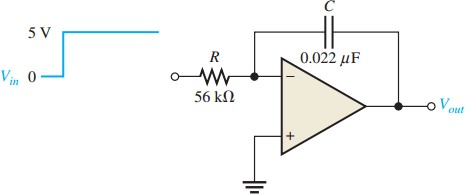 C
5 V
R
0.022 μF
V_in 0
−
56 kΩ
V_out
+